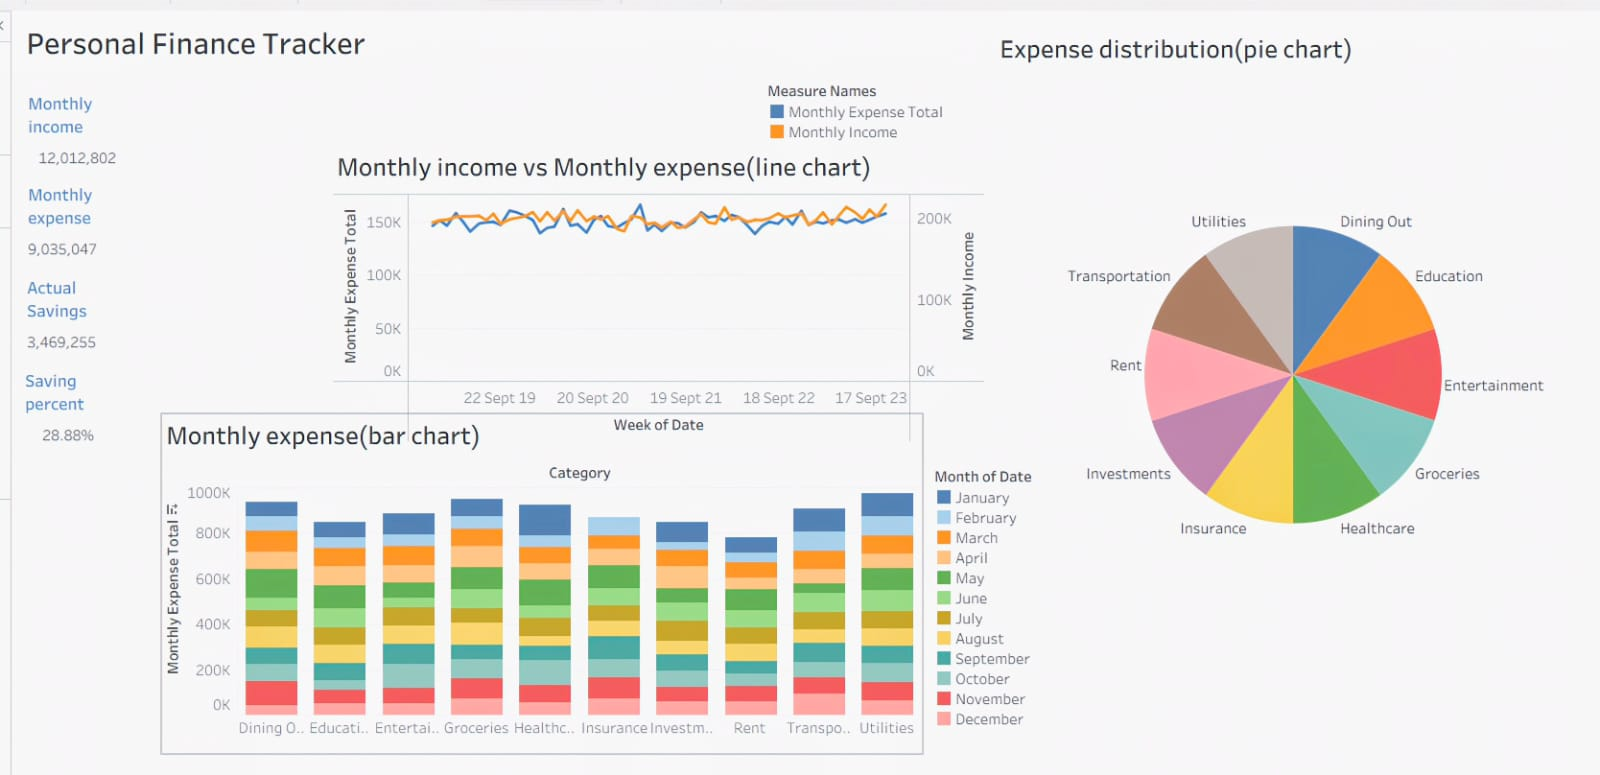 Personal Finance Tracker
Monthly
income
12,012,802
Monthly
expense
9,035,047
Actual
Savings
3,469,255
Saving
percent
28.88%
Measure Names
Monthly Expense Total
Monthly Income
Monthly income vs Monthly expense(line chart)
Monthly Expense Total
150K
100K
50K
0K
200K
100K
0K
Monthly Income
22 Sept 19
20 Sept 20
19 Sept 21
18 Sept 22
17 Sept 23
Week of Date
Monthly expense(bar chart)
Category
Monthly Expense Total
1000K
800K
600K
400K
200K
0K
Dining O..
Educati..
Entertai..
Groceries
Healthc..
Insurance
Investm..
Rent
Transpo..
Utilities
Month of Date
January
February
March
April
May
June
July
August
September
October
November
December
Expense distribution(pie chart)
Utilities
Dining Out
Transportation
Education
Rent
Entertainment
Investments
Groceries
Insurance
Healthcare